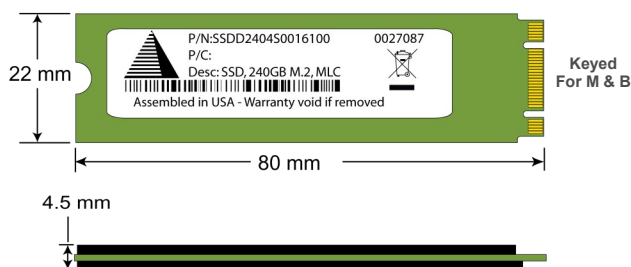 P/N:SSDD2404S0016100 0027087
P/C:
Desc: SSD, 240GB M.2, MLC
Assembled in USA - Warranty void if removed
22 mm
Keyed
For M & B
80 mm
4.5 mm